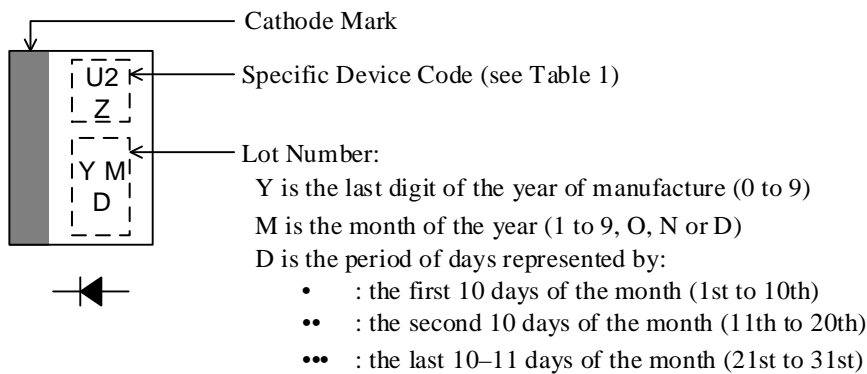 Cathode Mark
U2
Z
Specific Device Code (see Table 1)
Y M
D
Lot Number:
Y is the last digit of the year of manufacture (0 to 9)
M is the month of the year (1 to 9, O, N or D)
D is the period of days represented by:
• : the first 10 days of the month (1st to 10th)
•• : the second 10 days of the month (11th to 20th)
••• : the last 10–11 days of the month (21st to 31st)